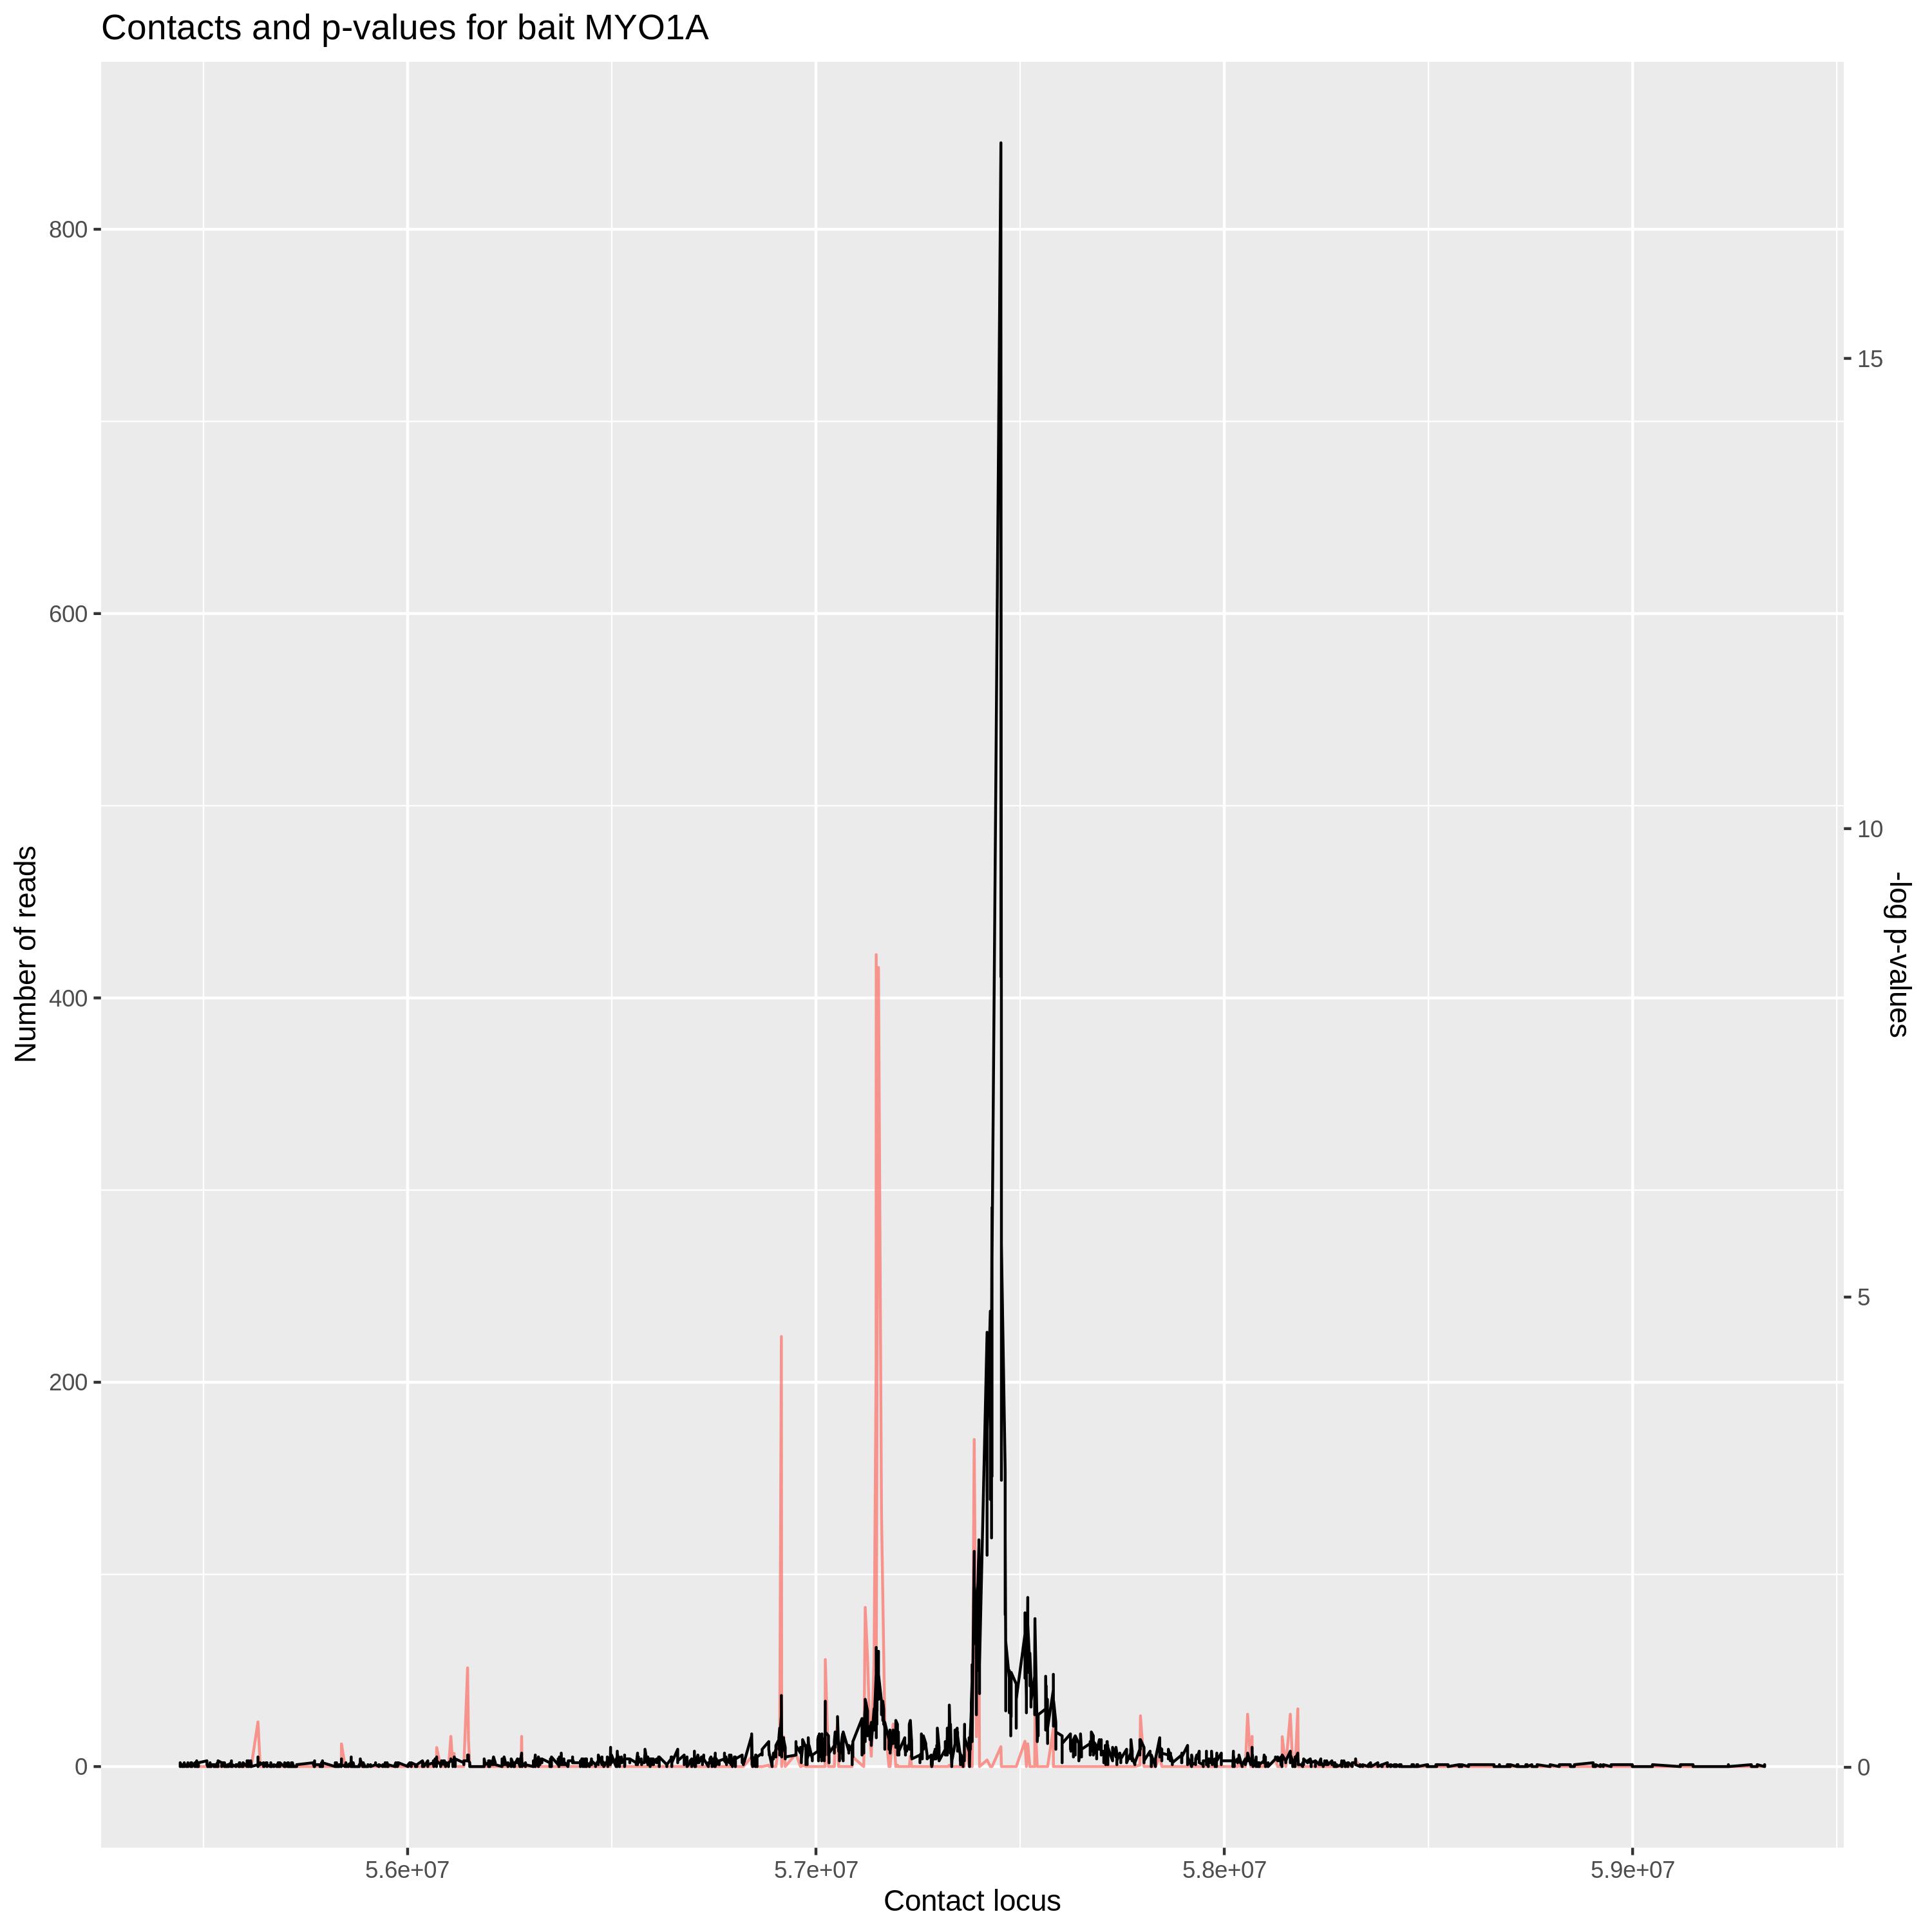 Contacts and p-values for bait MYO1A
800
600
400
200
0
Number of reads
15
10
5
0
-log p-values
5.6e+07
5.7e+07
5.8e+07
5.9e+07
Contact locus